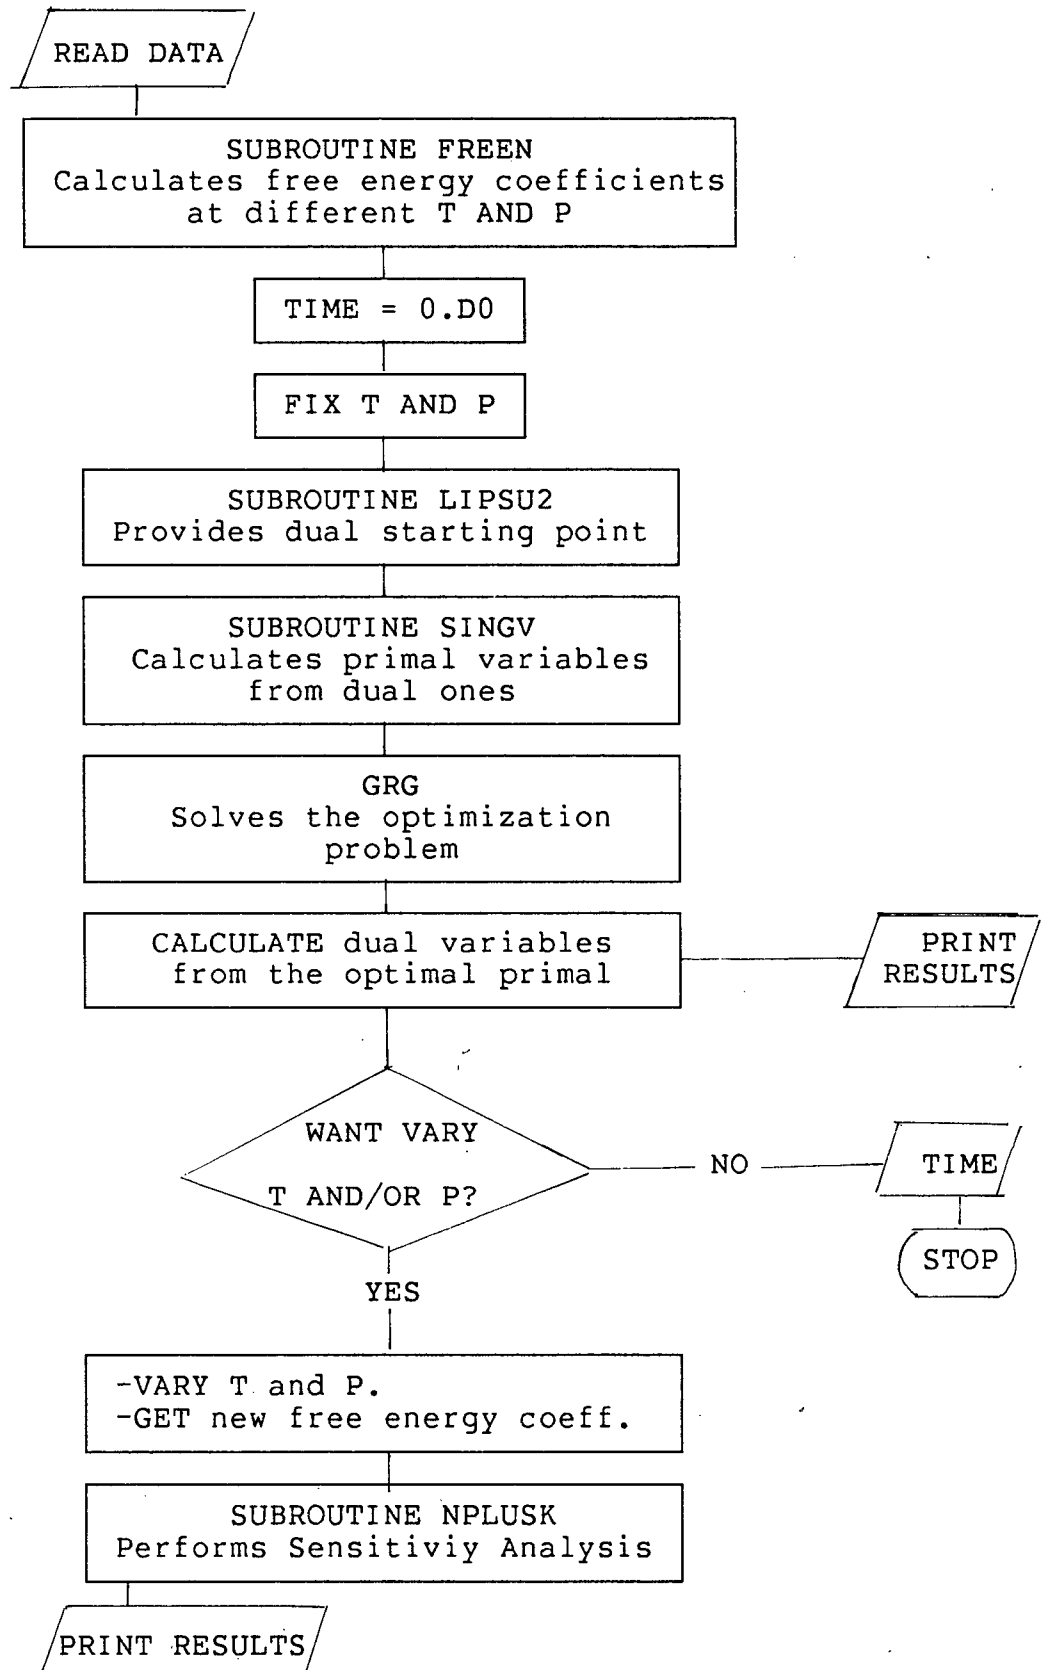 READ DATA
SUBROUTINE FREEN
Calculates free energy coefficients
at different T AND P
TIME = 0.D0
FIX T AND P
SUBROUTINE LIPSU2
Provides dual starting point
SUBROUTINE SINGV
Calculates primal variables
from dual ones
GRG
Solves the optimization
problem
CALCULATE dual variables
from the optimal primal
PRINT
RESULTS
WANT VARY
T AND/OR P?
NO
TIME
STOP
YES
-VARY T and P.
-GET new free energy coeff.
SUBROUTINE NPLUSK
Performs Sensitiviy Analysis
PRINT RESULTS